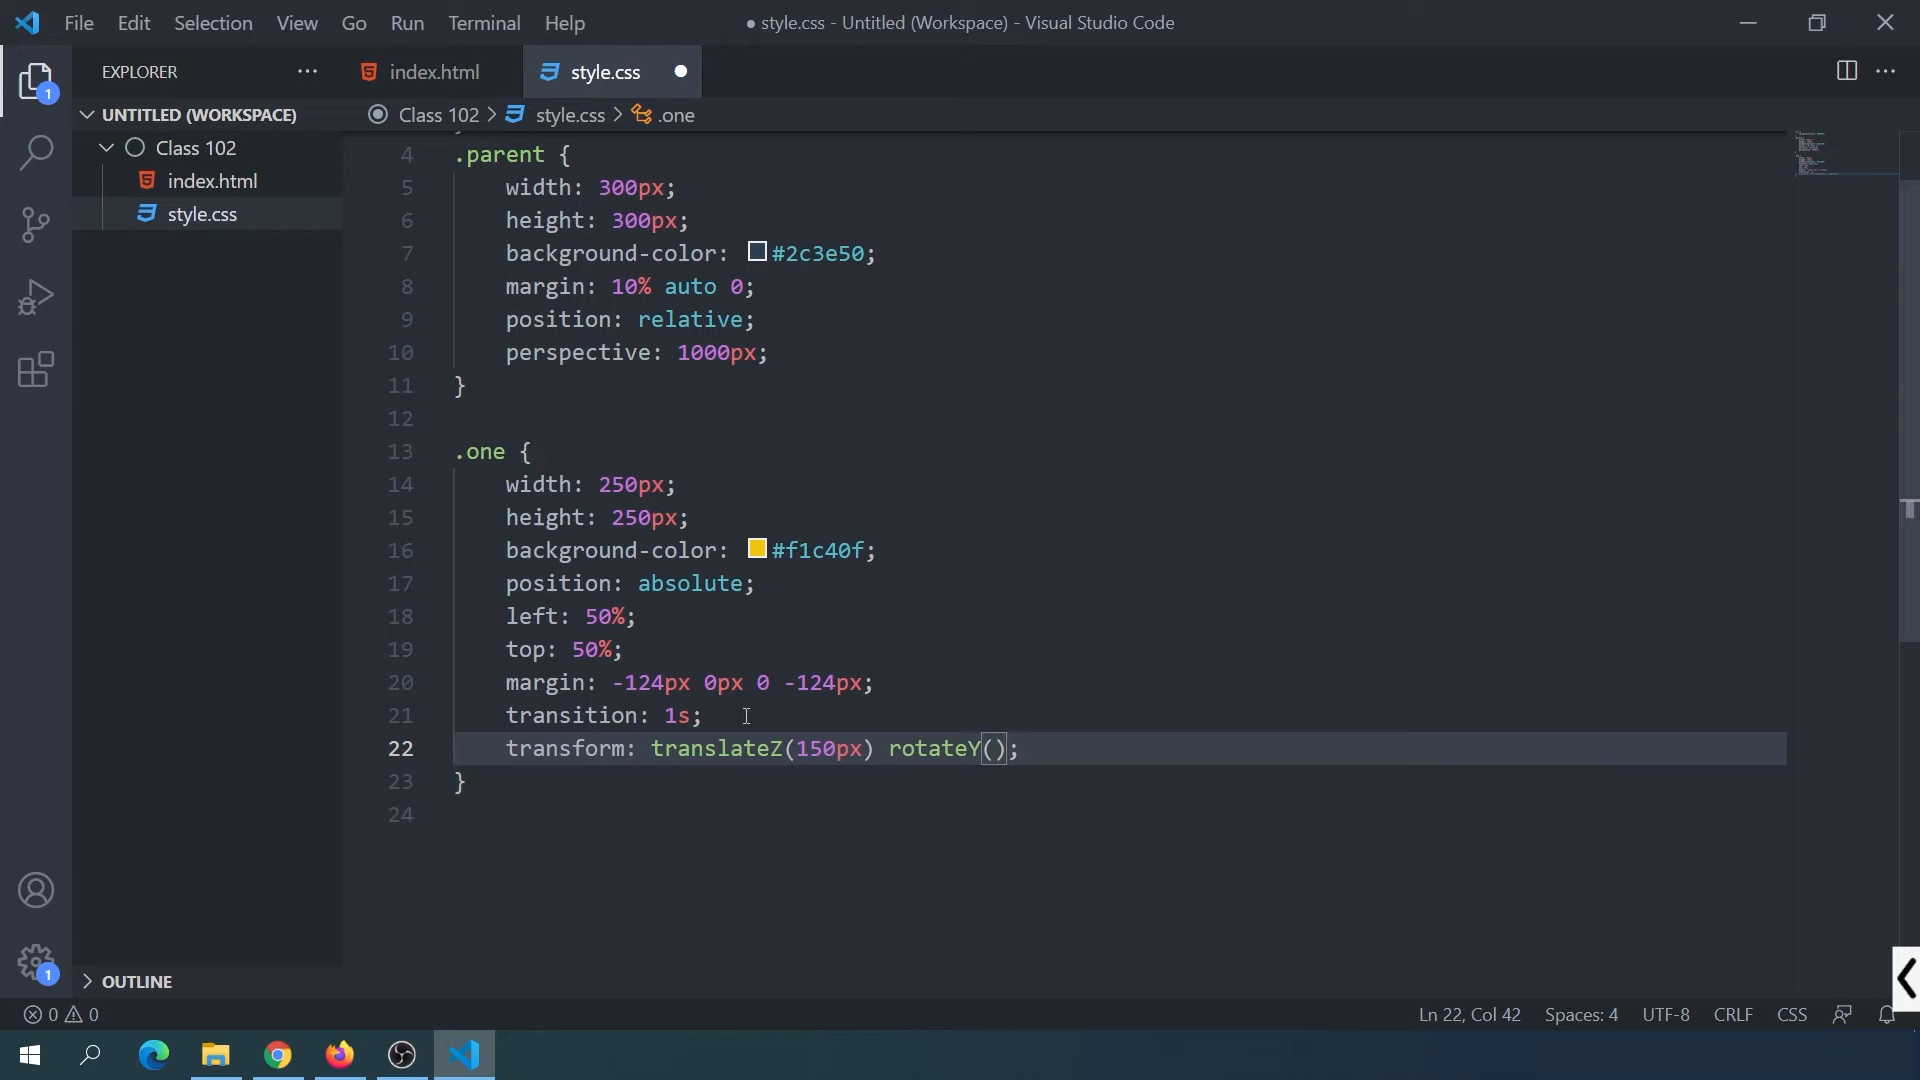 File Edit Selection View Go Run Terminal Help
● style.css - Untitled (Workspace) - Visual Studio Code
EXPLORER
index.html
style.css
1
UNTITLED (WORKSPACE)
Class 102 > style.css > .one
Class 102
index.html
style.css
4 .parent {
5 width: 300px;
6 height: 300px;
7 background-color: #2c3e50;
8 margin: 10% auto 0;
9 position: relative;
10 perspective: 1000px;
11 }
12
13 .one {
14 width: 250px;
15 height: 250px;
16 background-color: #f1c40f;
17 position: absolute;
18 left: 50%;
19 top: 50%;
20 margin: -124px 0px 0 -124px;
21 transition: 1s;
22 transform: translateZ(150px) rotateY();
23 }
24
1
OUTLINE
0 0
Ln 22, Col 42 Spaces: 4 UTF-8 CRLF CSS